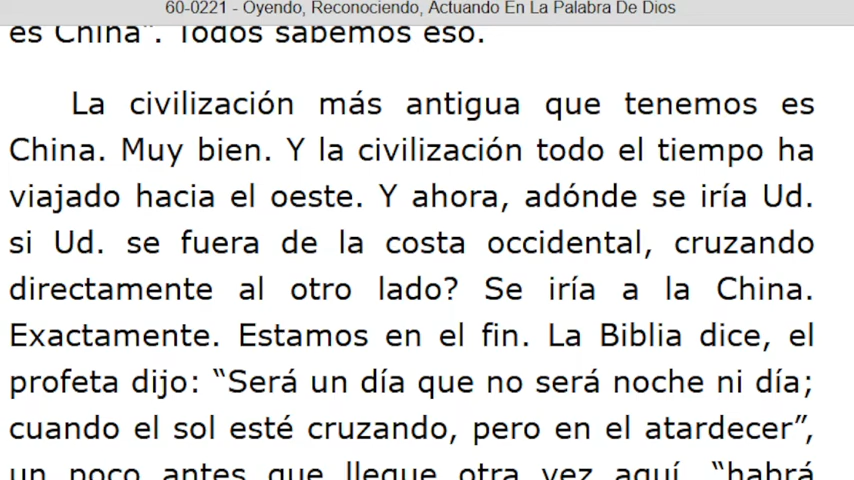 60-0221 - Oyendo, Reconociendo, Actuando En La Palabra De Dios
es China”. Todos sabemos eso.
La civilización más antigua que tenemos es
China. Muy bien. Y la civilización todo el tiempo ha
viajado hacia el oeste. Y ahora, adónde se iría Ud.
si Ud. se fuera de la costa occidental, cruzando
directamente al otro lado? Se iría a la China.
Exactamente. Estamos en el fin. La Biblia dice, el
profeta dijo: “Será un día que no será noche ni día;
cuando el sol esté cruzando, pero en el atardecer”,
un poco antes que llegue otra vez aquí, “habrá